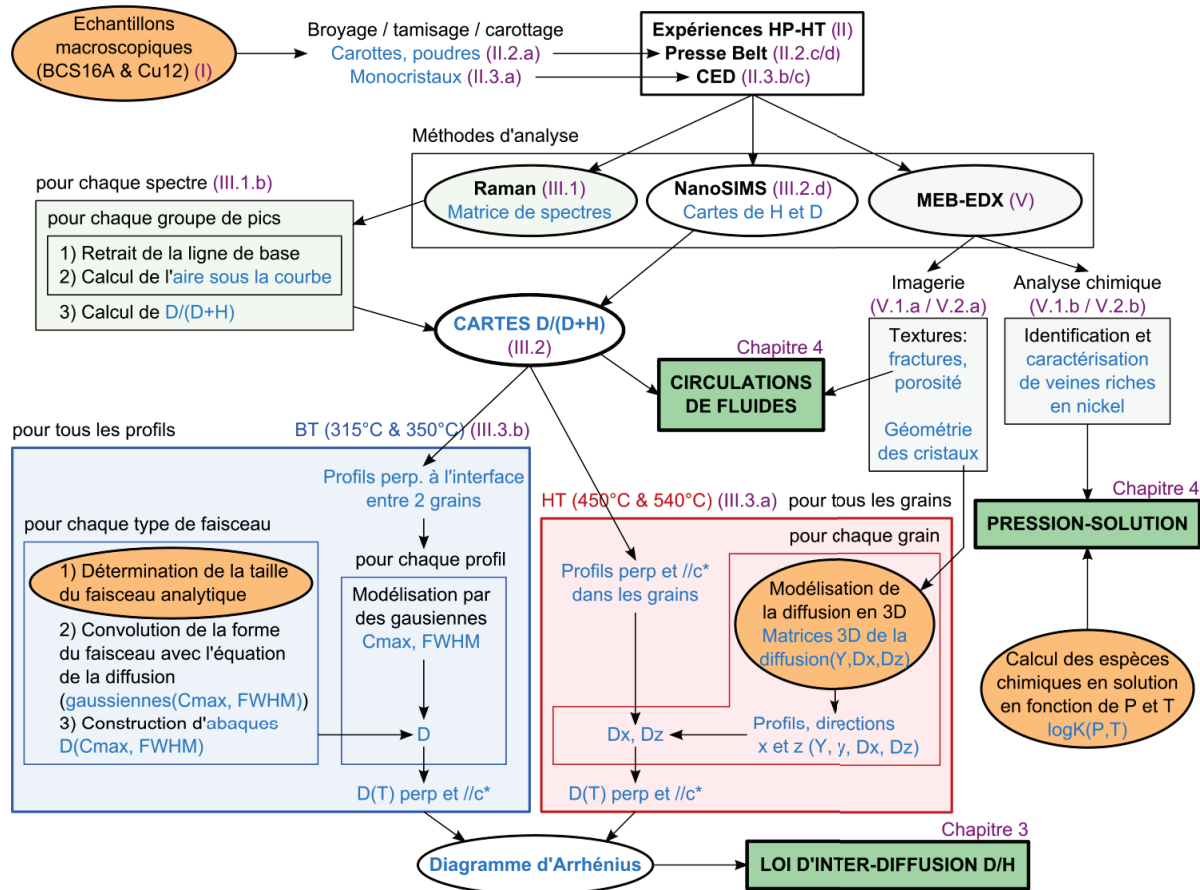 Echantillons
macroscopiques
(BCS16A & Cu12) (I)
Broyage / tamisage / carottage
Carottes, poudres (II.2.a)
Monocristaux (II.3.a)
Expériences HP-HT (II)
Presse Belt (II.2.c/d)
CED (II.3.b/c)
Méthodes d'analyse
Raman (III.1)
Matrice de spectres
NanoSIMS (III.2.d)
Cartes de H et D
MEB-EDX (V)
pour chaque spectre (III.1.b)
pour chaque groupe de pics
1) Retrait de la ligne de base
2) Calcul de l'aire sous la courbe
3) Calcul de D/(D+H)
CARTES D/(D+H)
(III.2)
Imagerie
(V.1.a / V.2.a)
Textures:
fractures,
porosité
Géométrie
des cristaux
Analyse chimique
(V.1.b / V.2.b)
Identification et
caractérisation
de veines riches
en nickel
Chapitre 4
CIRCULATIONS
DE FLUIDES
Chapitre 4
PRESSION-SOLUTION
Calcul des espèces
chimiques en solution
en fonction de P et T
logK(P,T)
pour tous les profils
BT (315°C & 350°C) (III.3.b)
Profils perp. à l'interface
entre 2 grains
pour chaque type de faisceau
1) Détermination de la taille
du faisceau analytique
2) Convolution de la forme
du faisceau avec l'équation
de la diffusion
(gaussiennes(Cmax, FWHM))
3) Construction d'abaques
D(Cmax, FWHM)
pour chaque profil
Modélisation par
des gausiennes
Cmax, FWHM
D
D(T) perp et //c*
HT (450°C & 540°C) (III.3.a)
pour tous les grains
pour chaque grain
Profils perp et //c*
dans les grains
Modélisation de
la diffusion en 3D
Matrices 3D de la
diffusion(Y,Dx,Dz)
Profils, directions
x et z (Y, y, Dx, Dz)
Dx, Dz
D(T) perp et //c*
Diagramme d'Arrhénius
Chapitre 3
LOI D'INTER-DIFFUSION D/H